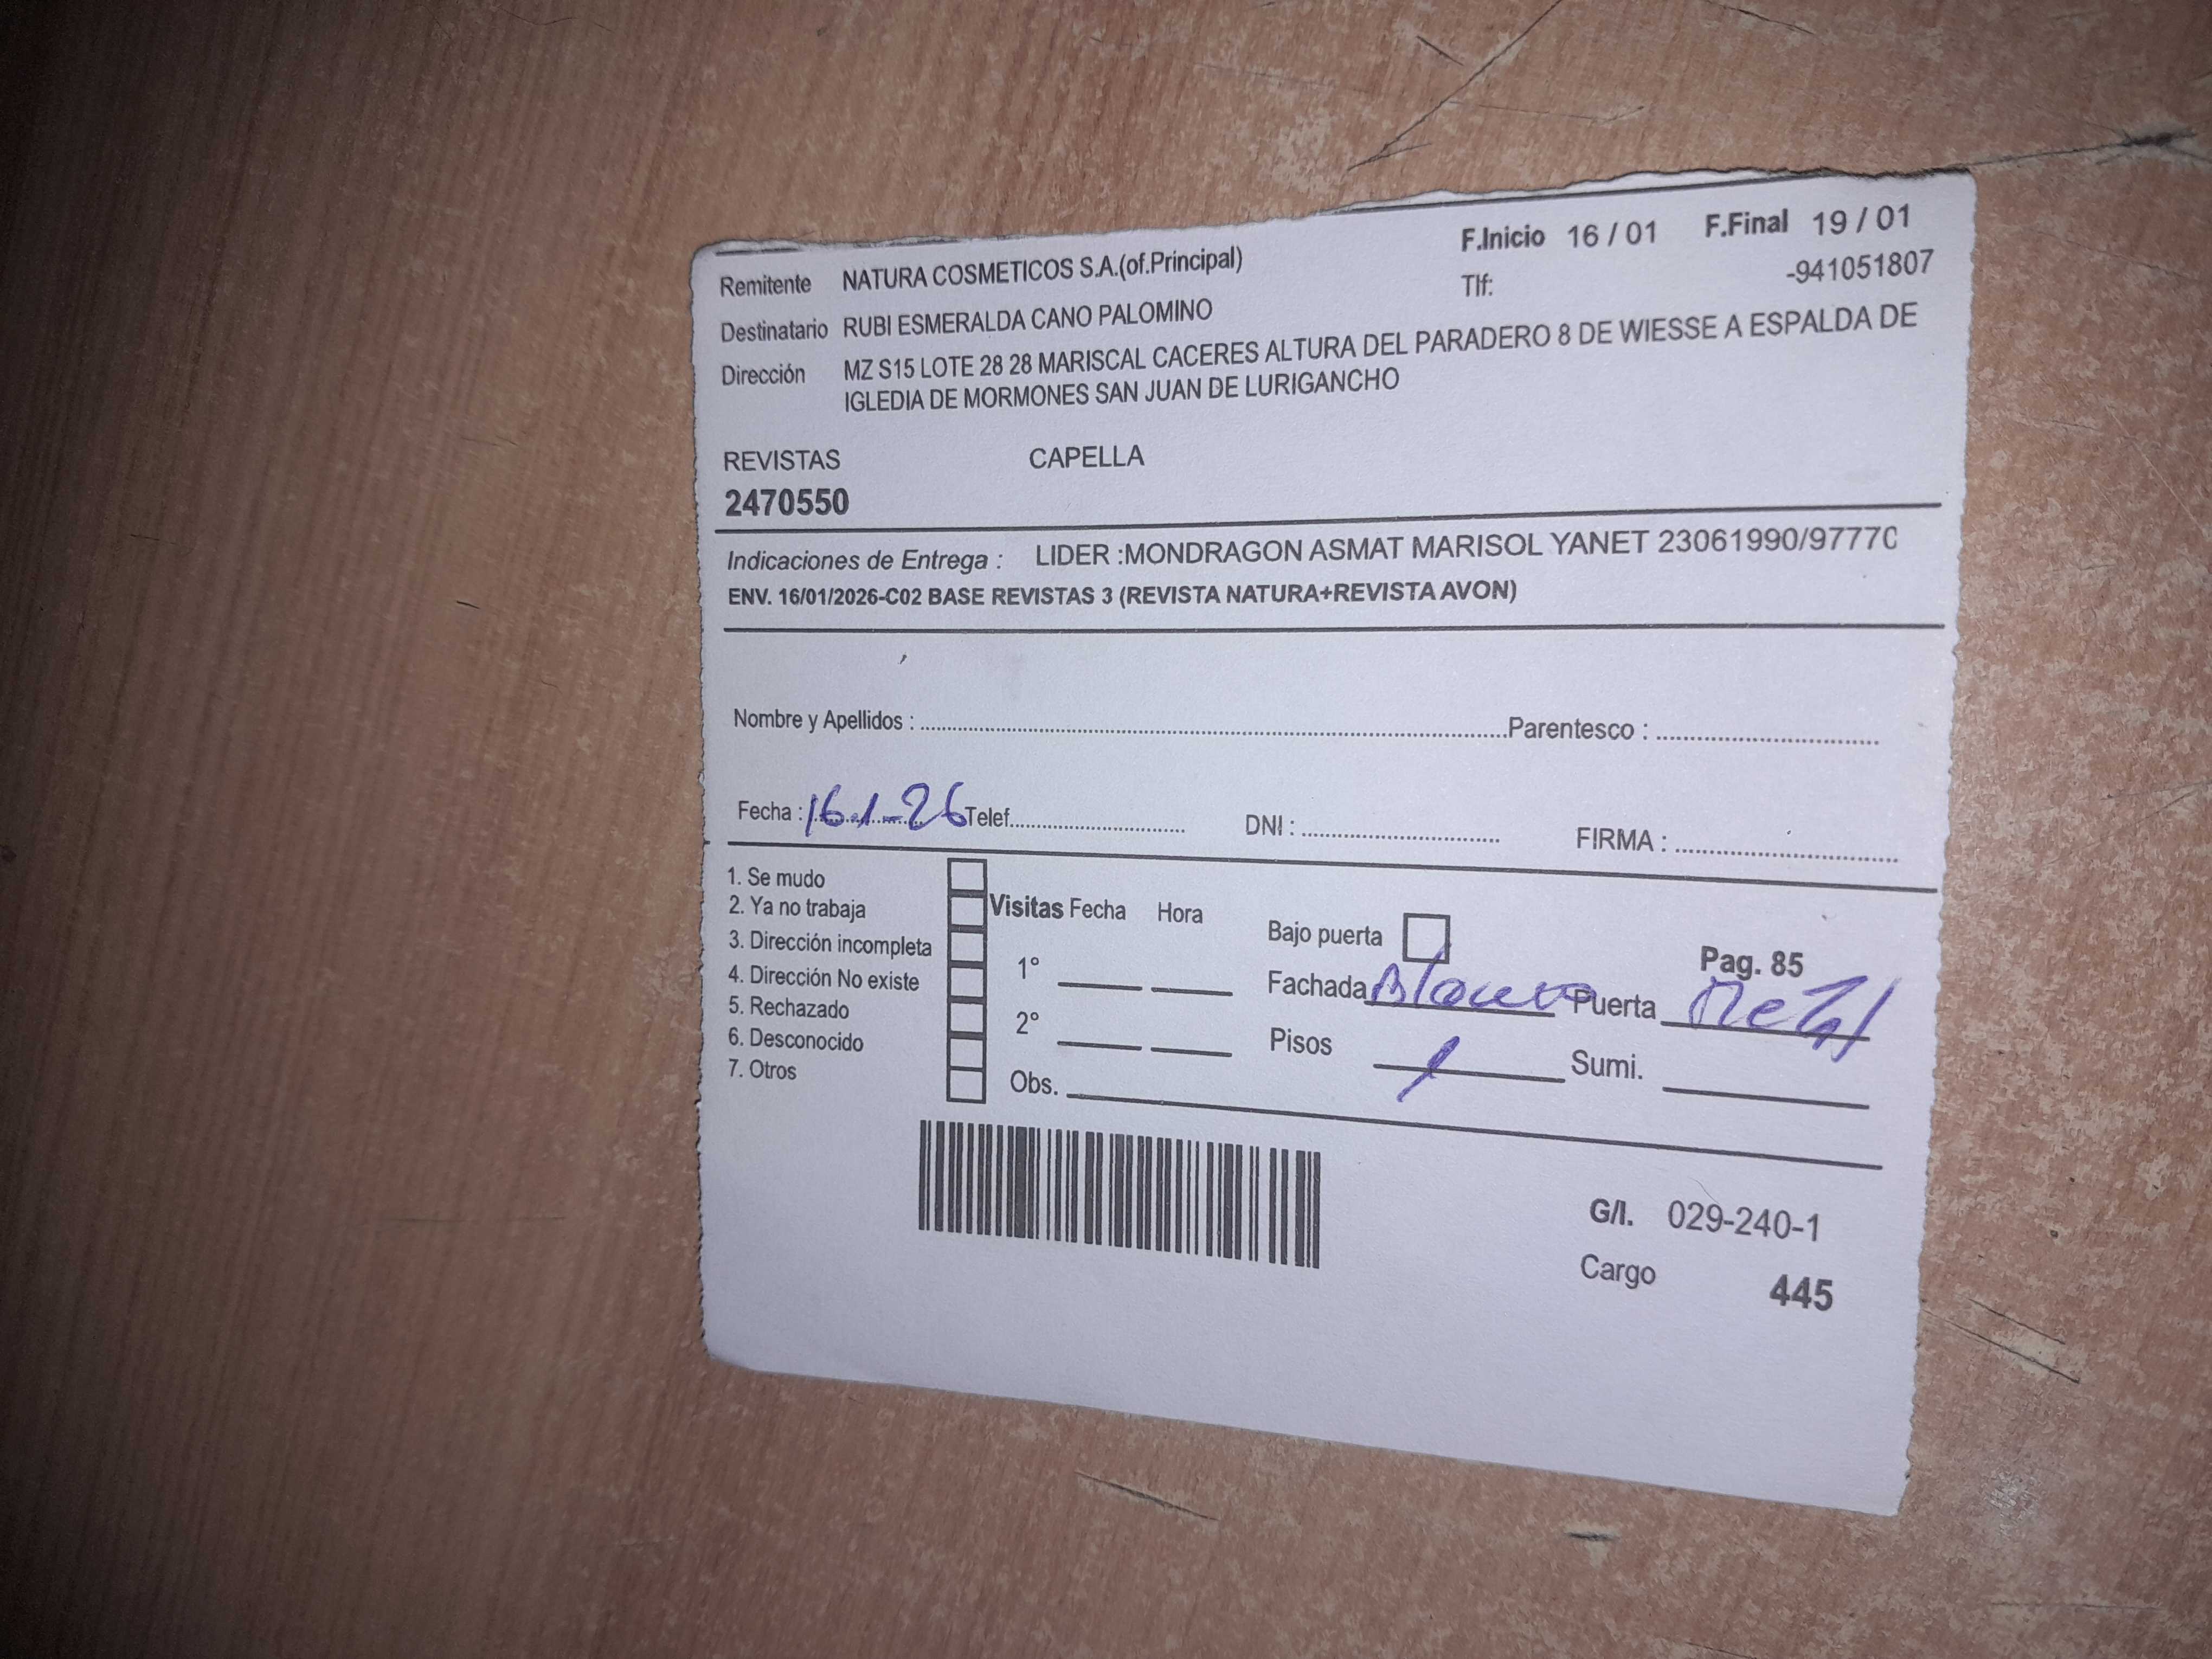 F.Inicio 16 / 01 F.Final 19 / 01
Remitente NATURA COSMETICOS S.A.(of.Principal) Tlf: -941051807
Destinatario RUBI ESMERALDA CANO PALOMINO
Dirección MZ S15 LOTE 28 28 MARISCAL CACERES ALTURA DEL PARADERO 8 DE WIESSE A ESPALDA DE
IGLEDIA DE MORMONES SAN JUAN DE LURIGANCHO
REVISTAS CAPELLA
2470550
Indicaciones de Entrega : LIDER :MONDRAGON ASMAT MARISOL YANET 23061990/97770
ENV. 16/01/2026-C02 BASE REVISTAS 3 (REVISTA NATURA+REVISTA AVON)
Nombre y Apellidos : Parentesco :
Fecha : 16.1-26 Telef. DNI : FIRMA :
1. Se mudo
2. Ya no trabaja
3. Dirección incompleta
4. Dirección No existe
5. Rechazado
6. Desconocido
7. Otros
Visitas Fecha Hora
1°
2°
Obs.
Bajo puerta
Pag. 85
Fachada Blanco Puerta Metal
Pisos 1 Sumi.
G/I. 029-240-1
Cargo 445